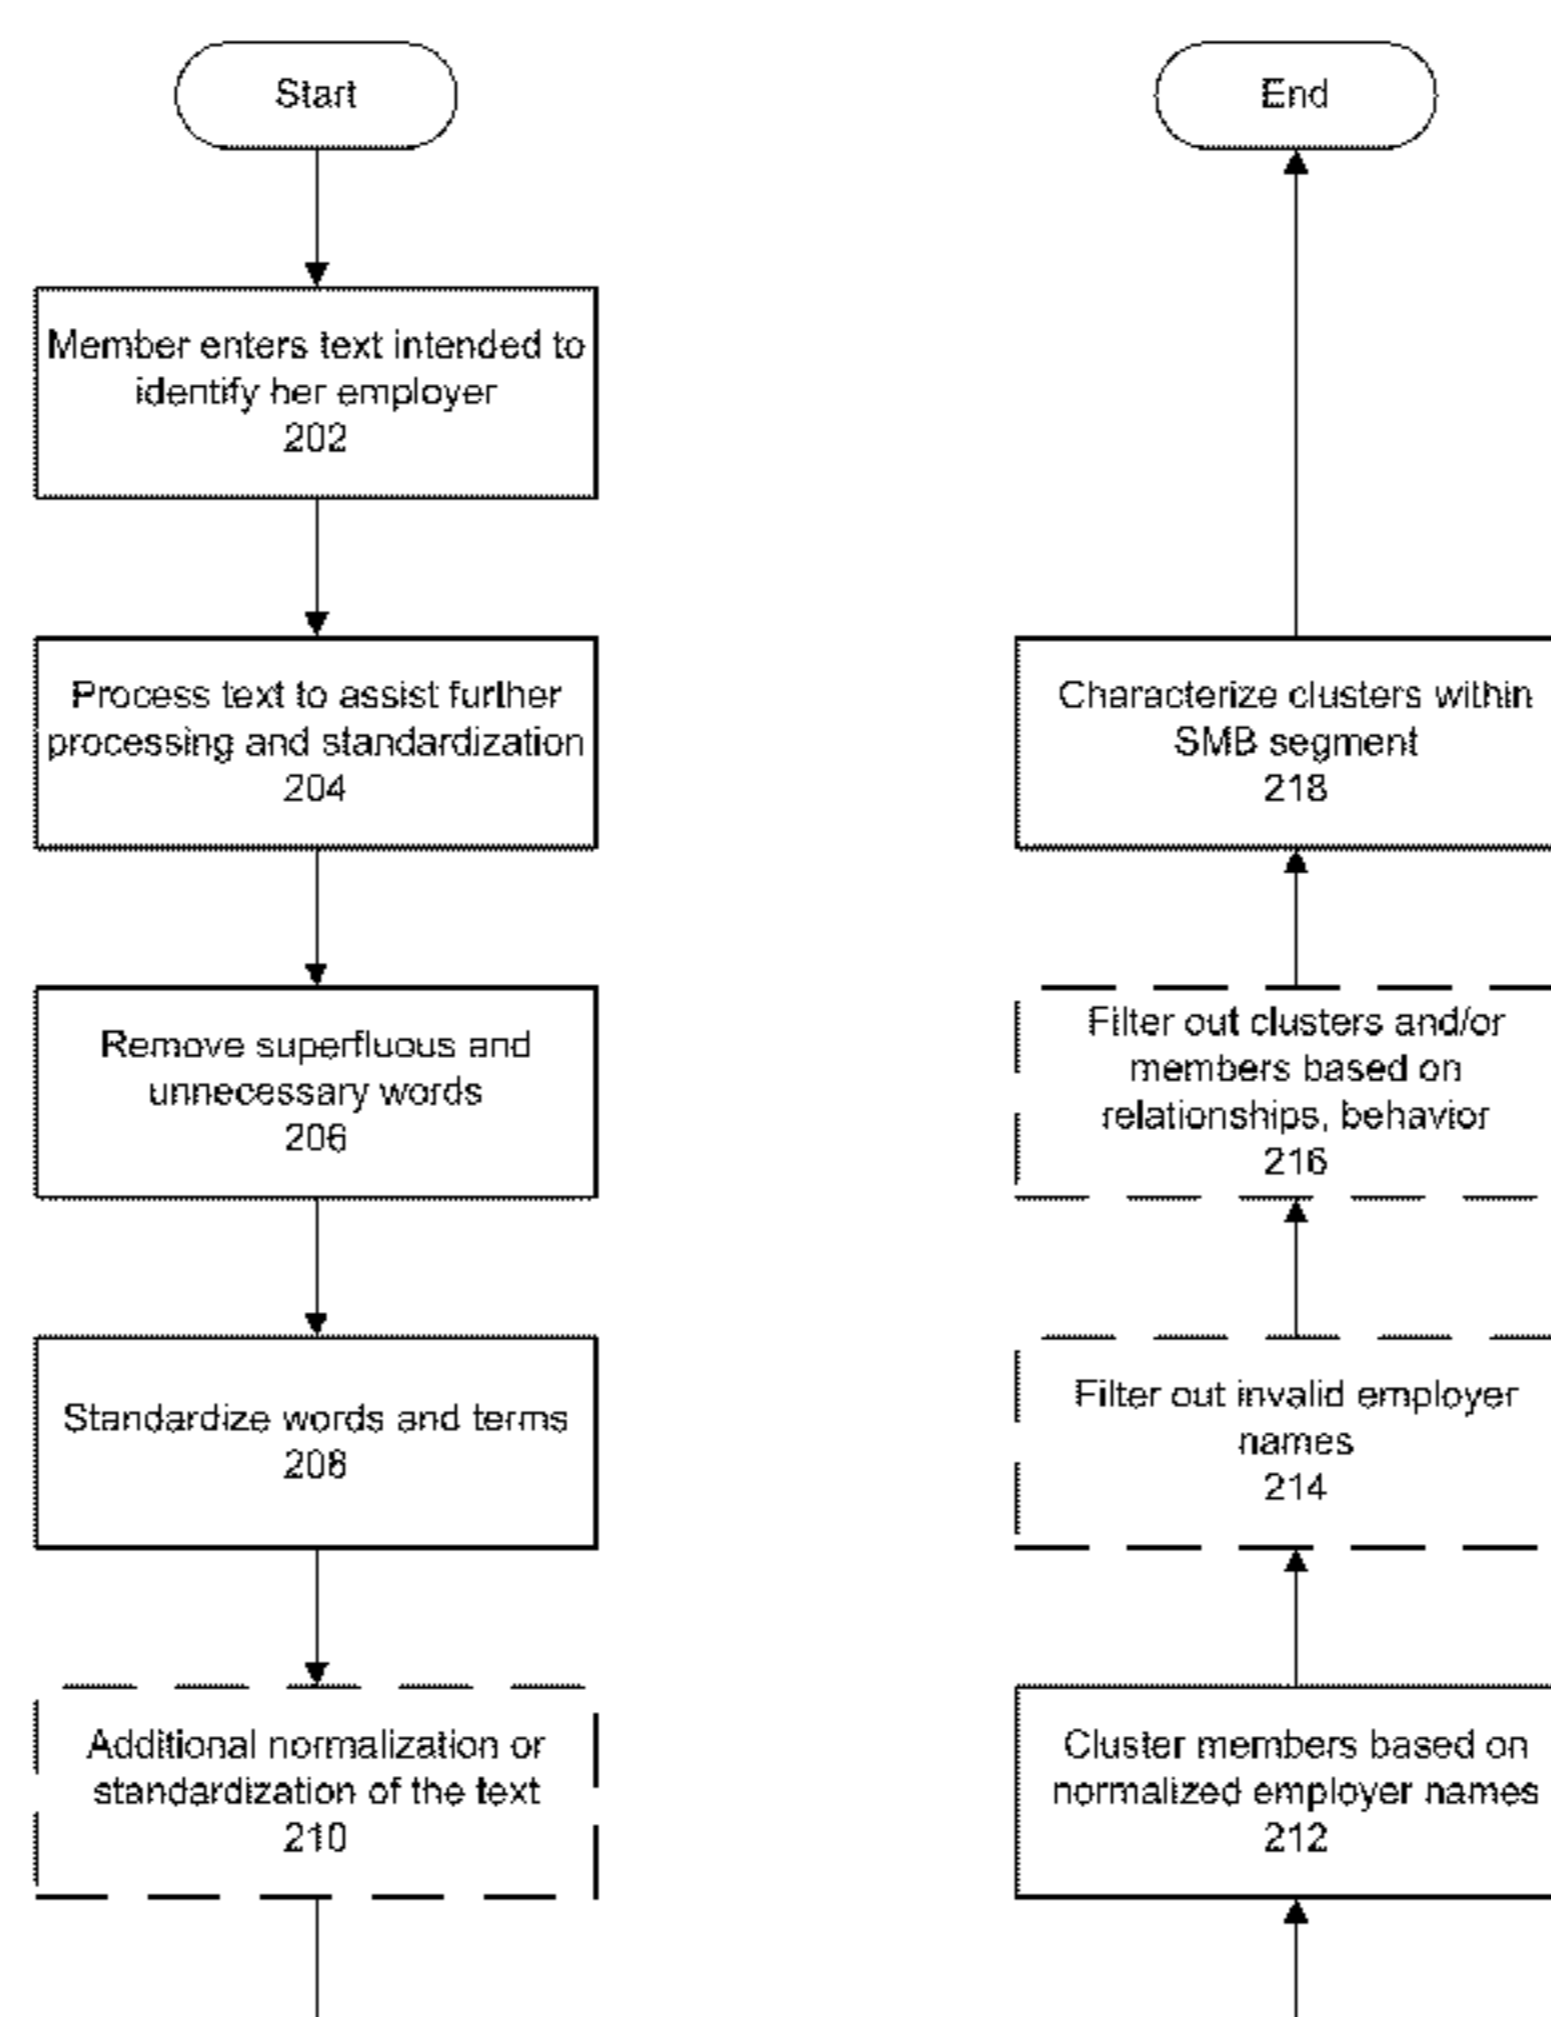 Start
Member enters text intended to
identify her employer
202
Process text to assist further
processing and standardization
204
Remove superfluous and
unnecessary words
206
Standardize words and terms
208
Additional normalization or
standardization of the text
210
End
Characterize clusters within
SMB segment
218
Filter out clusters and/or
members based on
relationships, behavior
216
Filter out invalid employer
names
214
Cluster members based on
normalized employer names
212